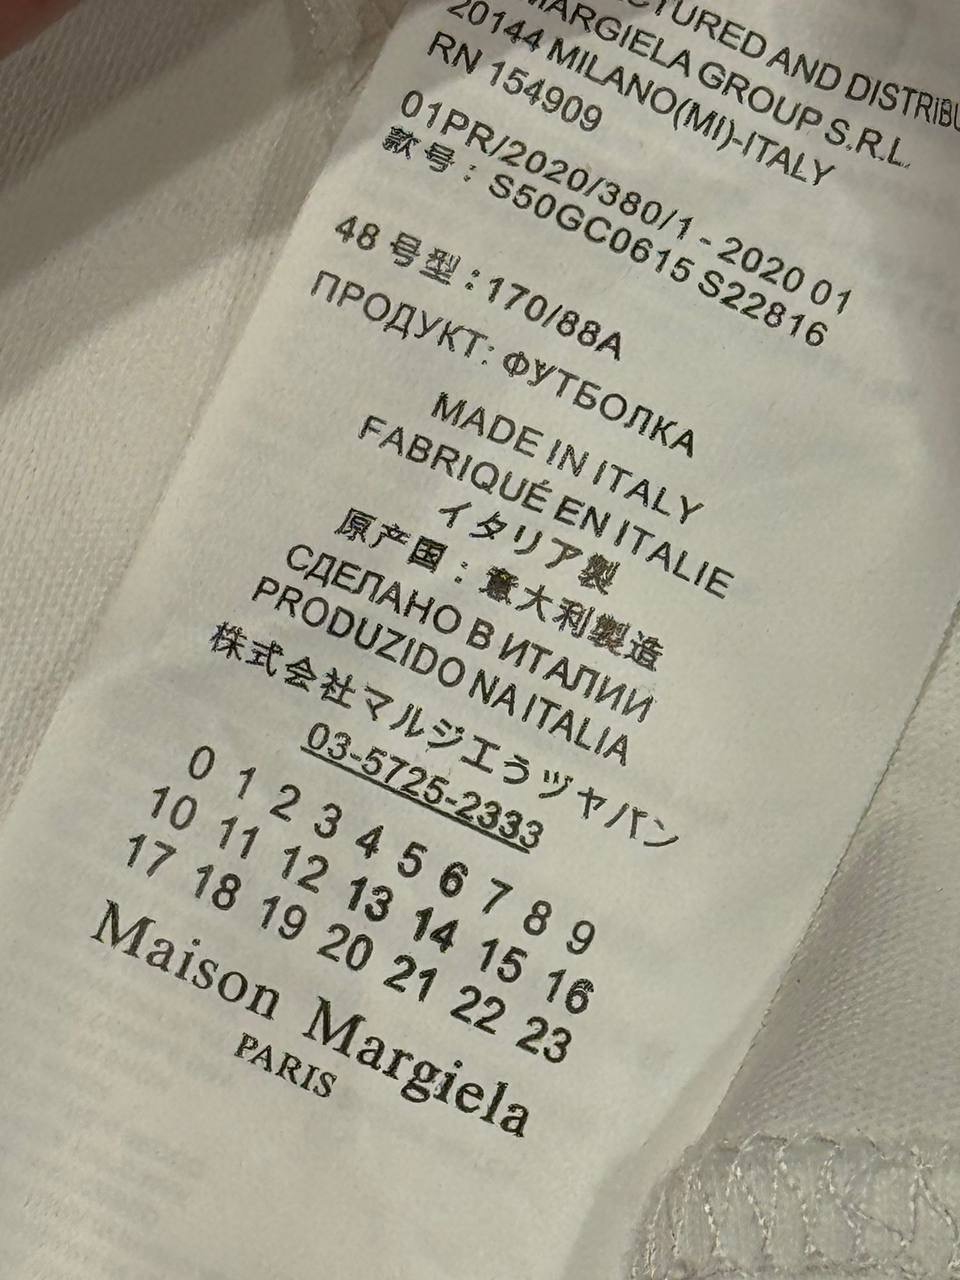 CTURED AND DISTRIBU
MARGIELA GROUP S.R.L.
20144 MILANO(MI)-ITALY
RN 154909
01PR/2020/380/1 - 2020 01
款号：S50GC0615 S22816
48 号型：170/88A
ПРОДУКТ: ФУТБОЛКА
MADE IN ITALY
FABRIQUÉ EN ITALIE
イタリア製
原产国：意大利製造
СДЕЛАНО В ИТАЛИИ
PRODUZIDO NA ITALIA
株式会社マルジエうヅャパン
03-5725-2333
0 1 2 3 4 5 6 7 8 9
10 11 12 13 14 15 16
17 18 19 20 21 22 23
Maison Margiela
PARIS